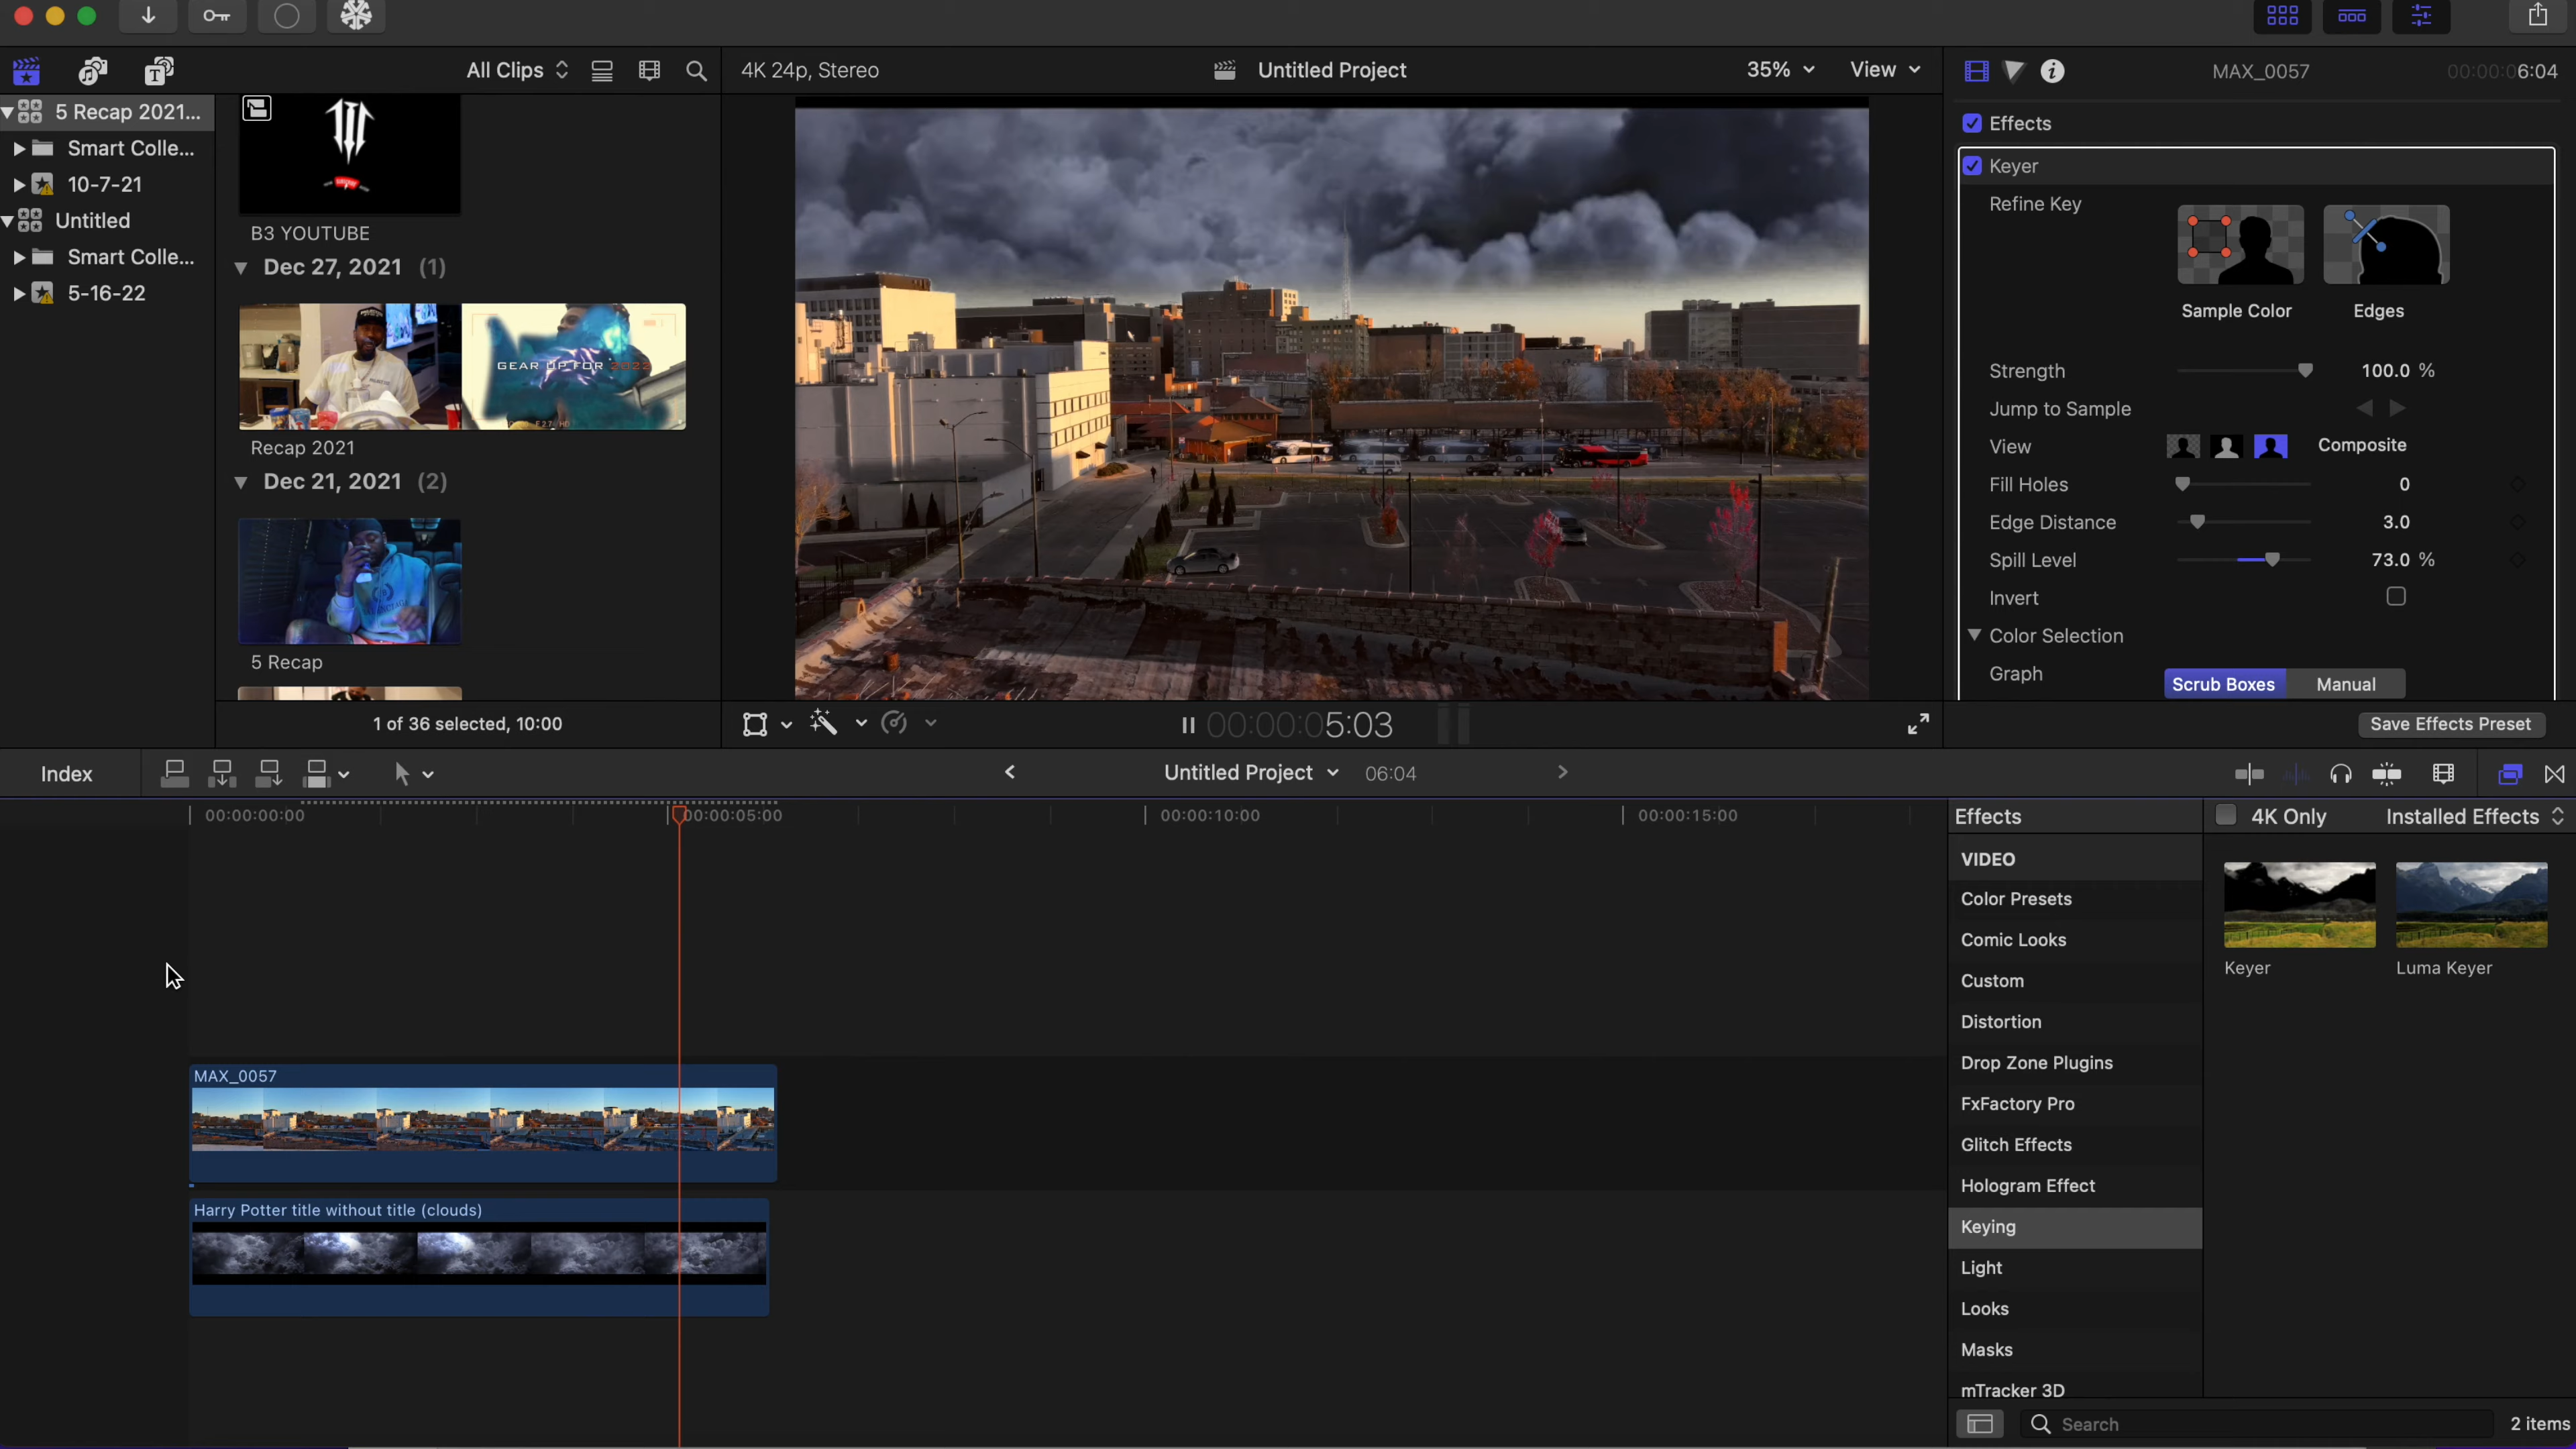 All Clips
4K 24p, Stereo
Untitled Project
35%
View
MAX_0057
00:00:06:04
5 Recap 2021...
Smart Colle...
10-7-21
Untitled
Smart Colle...
5-16-22
B3 YOUTUBE
Dec 27, 2021 (1)
GEAR UP FOR 2022
Recap 2021
Dec 21, 2021 (2)
5 Recap
1 of 36 selected, 10:00
00:00:05:03
Effects
Keyer
Refine Key
Sample Color
Edges
Strength
100.0 %
Jump to Sample
View
Composite
Fill Holes
0
Edge Distance
3.0
Spill Level
73.0 %
Invert
Color Selection
Graph
Scrub Boxes
Manual
Save Effects Preset
Index
Untitled Project
06:04
00:00:00:00
00:00:05:00
00:00:10:00
00:00:15:00
MAX_0057
Harry Potter title without title (clouds)
Effects
4K Only
Installed Effects
VIDEO
Color Presets
Comic Looks
Custom
Distortion
Drop Zone Plugins
FxFactory Pro
Glitch Effects
Hologram Effect
Keying
Light
Looks
Masks
mTracker 3D
Keyer
Luma Keyer
Search
2 items